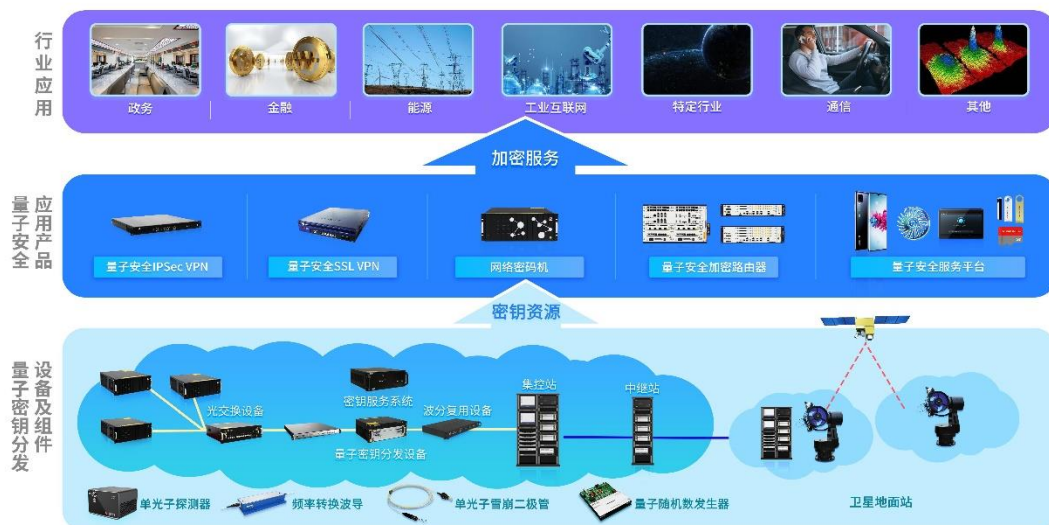 行业应用
政务
金融
能源
工业互联网
特定行业
通信
其他
加密服务
量子安全
应用产品
量子安全IPSec VPN
量子安全SSL VPN
网络密码机
量子安全加密路由器
量子安全服务平台
密钥资源
量子密钥分发
设备及组件
光交换设备
密钥服务系统
量子密钥分发设备
波分复用设备
集控站
中继站
单光子探测器
频率转换波导
单光子雪崩二极管
量子随机数发生器
卫星地面站